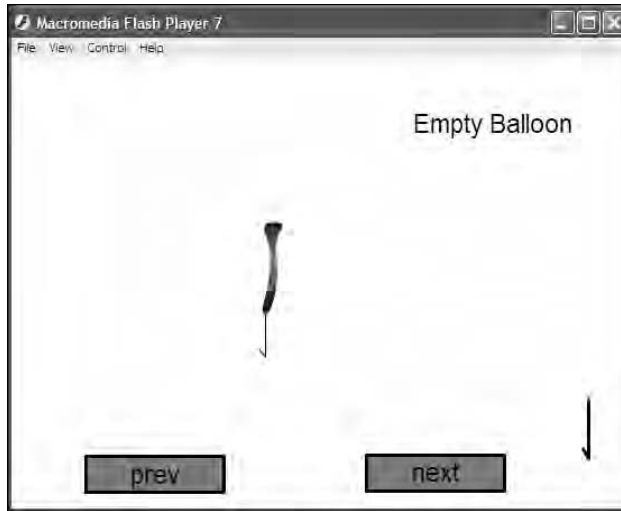 Macromedia Flash Player 7
File View Control Help
Empty Balloon
prev
next